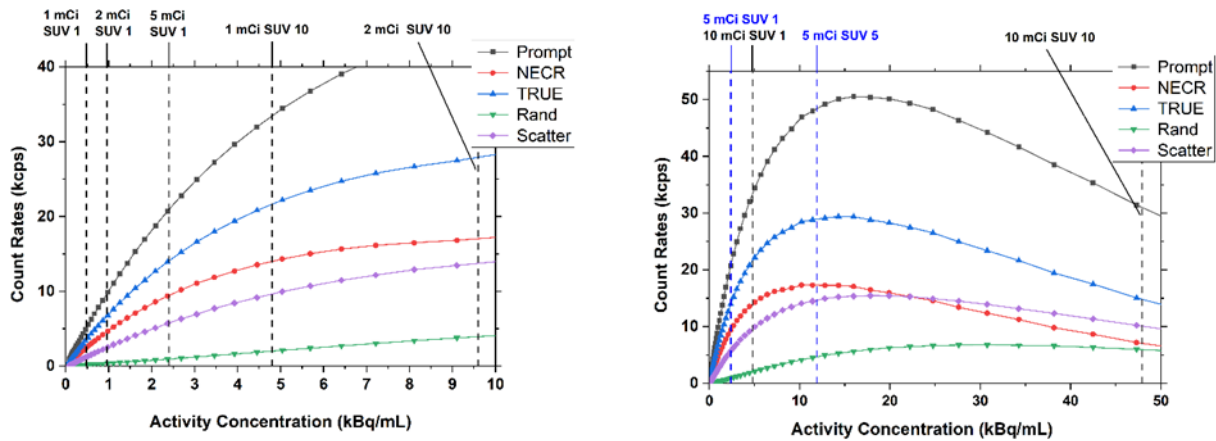 1 mCi SUV 1
2 mCi SUV 1
5 mCi SUV 1
1 mCi SUV 10
2 mCi SUV 10
Prompt
NECR
TRUE
Rand
Scatter
40
30
20
10
0
0 1 2 3 4 5 6 7 8 9 10
Count Rates (kcps)
Activity Concentration (kBq/mL)
5 mCi SUV 1
10 mCi SUV 1
5 mCi SUV 5
10 mCi SUV 10
Prompt
NECR
TRUE
Rand
Scatter
50
40
30
20
10
0
0 10 20 30 40 50
Count Rates (kcps)
Activity Concentration (kBq/mL)